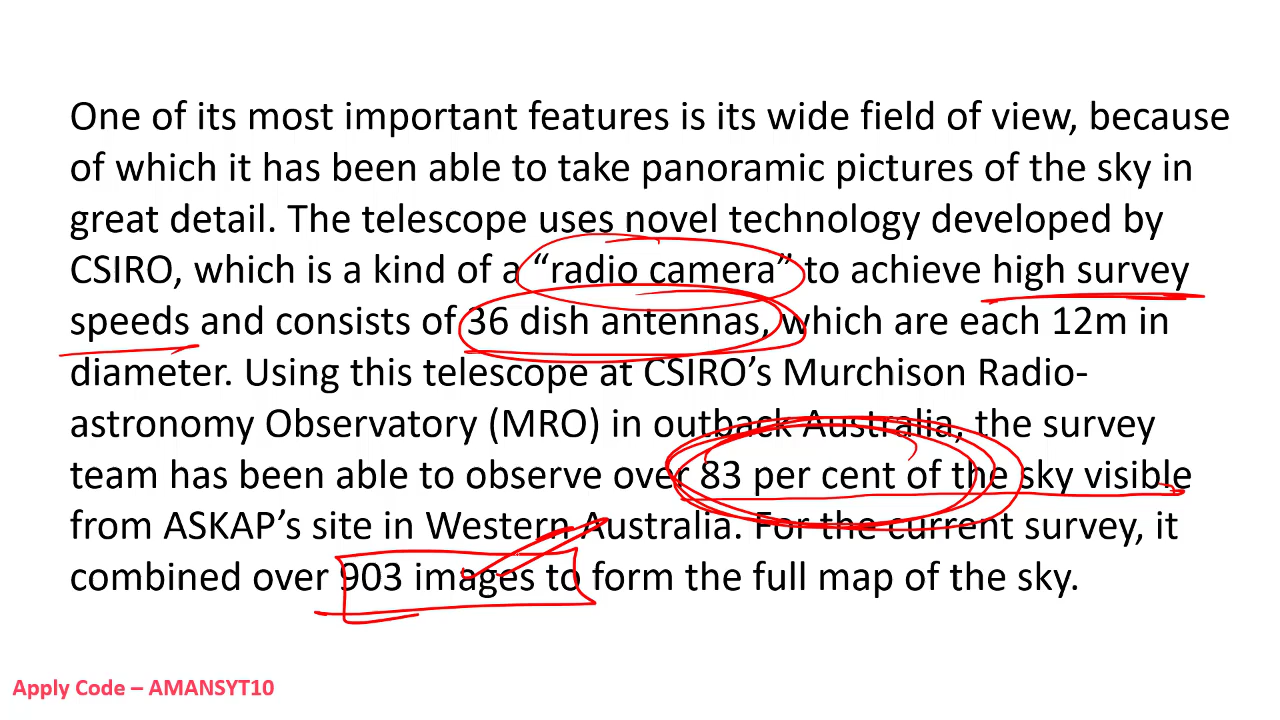 One of its most important features is its wide field of view, because
of which it has been able to take panoramic pictures of the sky in
great detail. The telescope uses novel technology developed by
CSIRO, which is a kind of a “radio camera” to achieve high survey
speeds and consists of 36 dish antennas, which are each 12m in
diameter. Using this telescope at CSIRO’s Murchison Radio-
astronomy Observatory (MRO) in outback Australia, the survey
team has been able to observe over 83 per cent of the sky visible
from ASKAP’s site in Western Australia. For the current survey, it
combined over 903 images to form the full map of the sky.
Apply Code – AMANSYT10